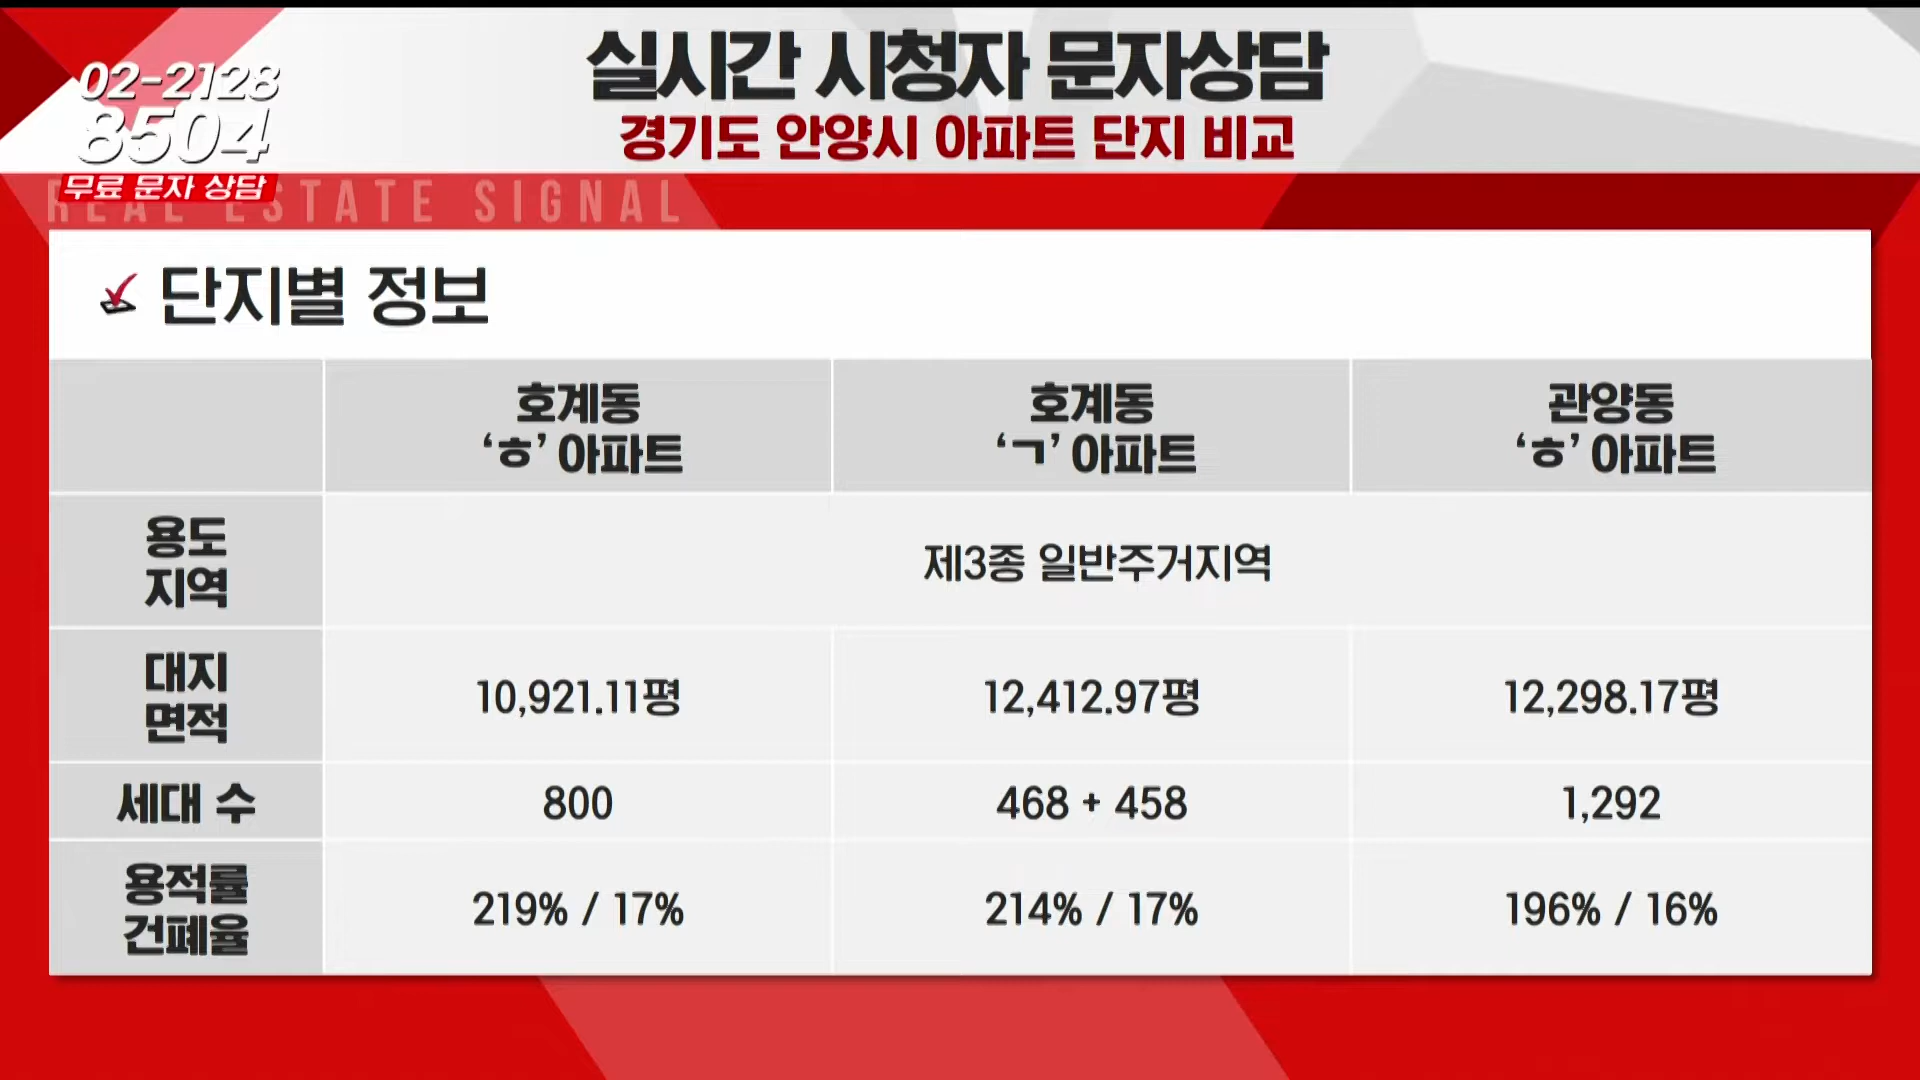 실시간 시청자 문자상담
경기도 안양시 아파트 단지 비교
02-2128
8504
무료 문자 상담
REAL ESTATE SIGNAL
단지별 정보
호계동
‘ㅎ’ 아파트
호계동
‘ㄱ’ 아파트
관양동
‘ㅎ’ 아파트
용도
지역
제3종 일반주거지역
대지
면적
10,921.11평
12,412.97평
12,298.17평
세대 수
800
468 + 458
1,292
용적률
건폐율
219% / 17%
214% / 17%
196% / 16%